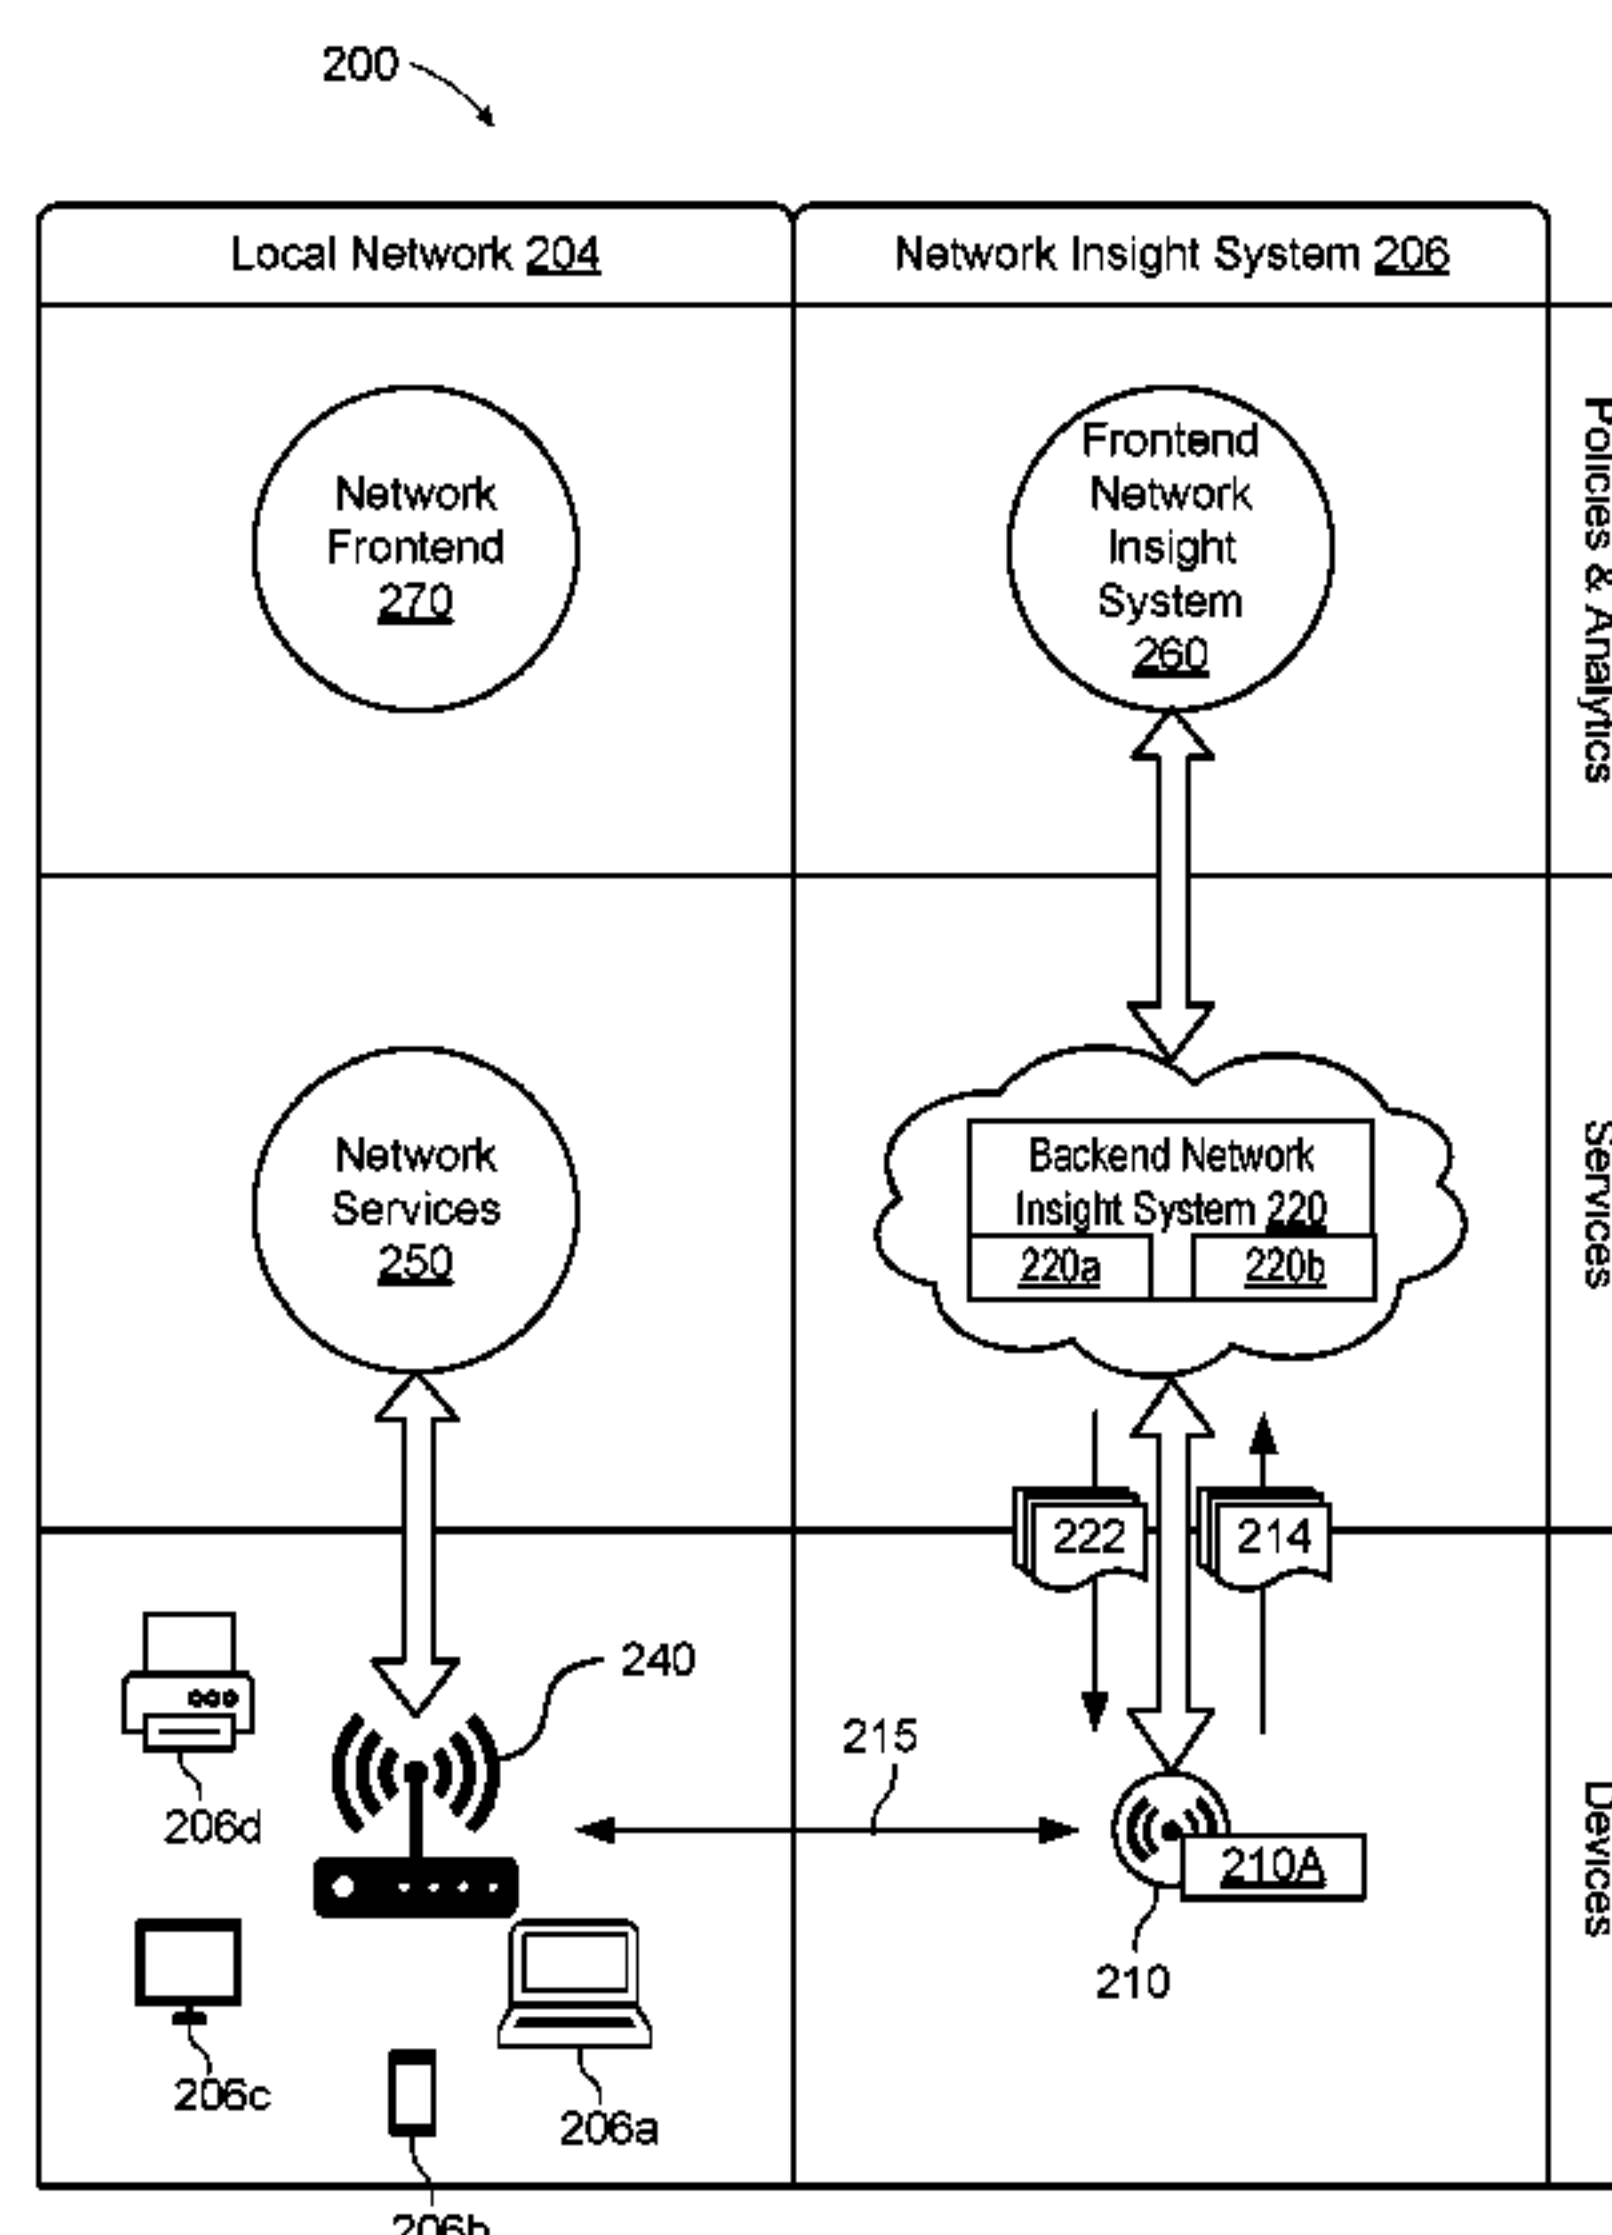 200
Local Network 204
Network Insight System 206
Network
Frontend
270
Frontend
Network
Insight
System
260
Policies & Analytics
Network
Services
250
Backend Network
Insight System 220
220a
220b
Services
222
214
240
215
206d
210A
210
Devices
206c
206a
206b